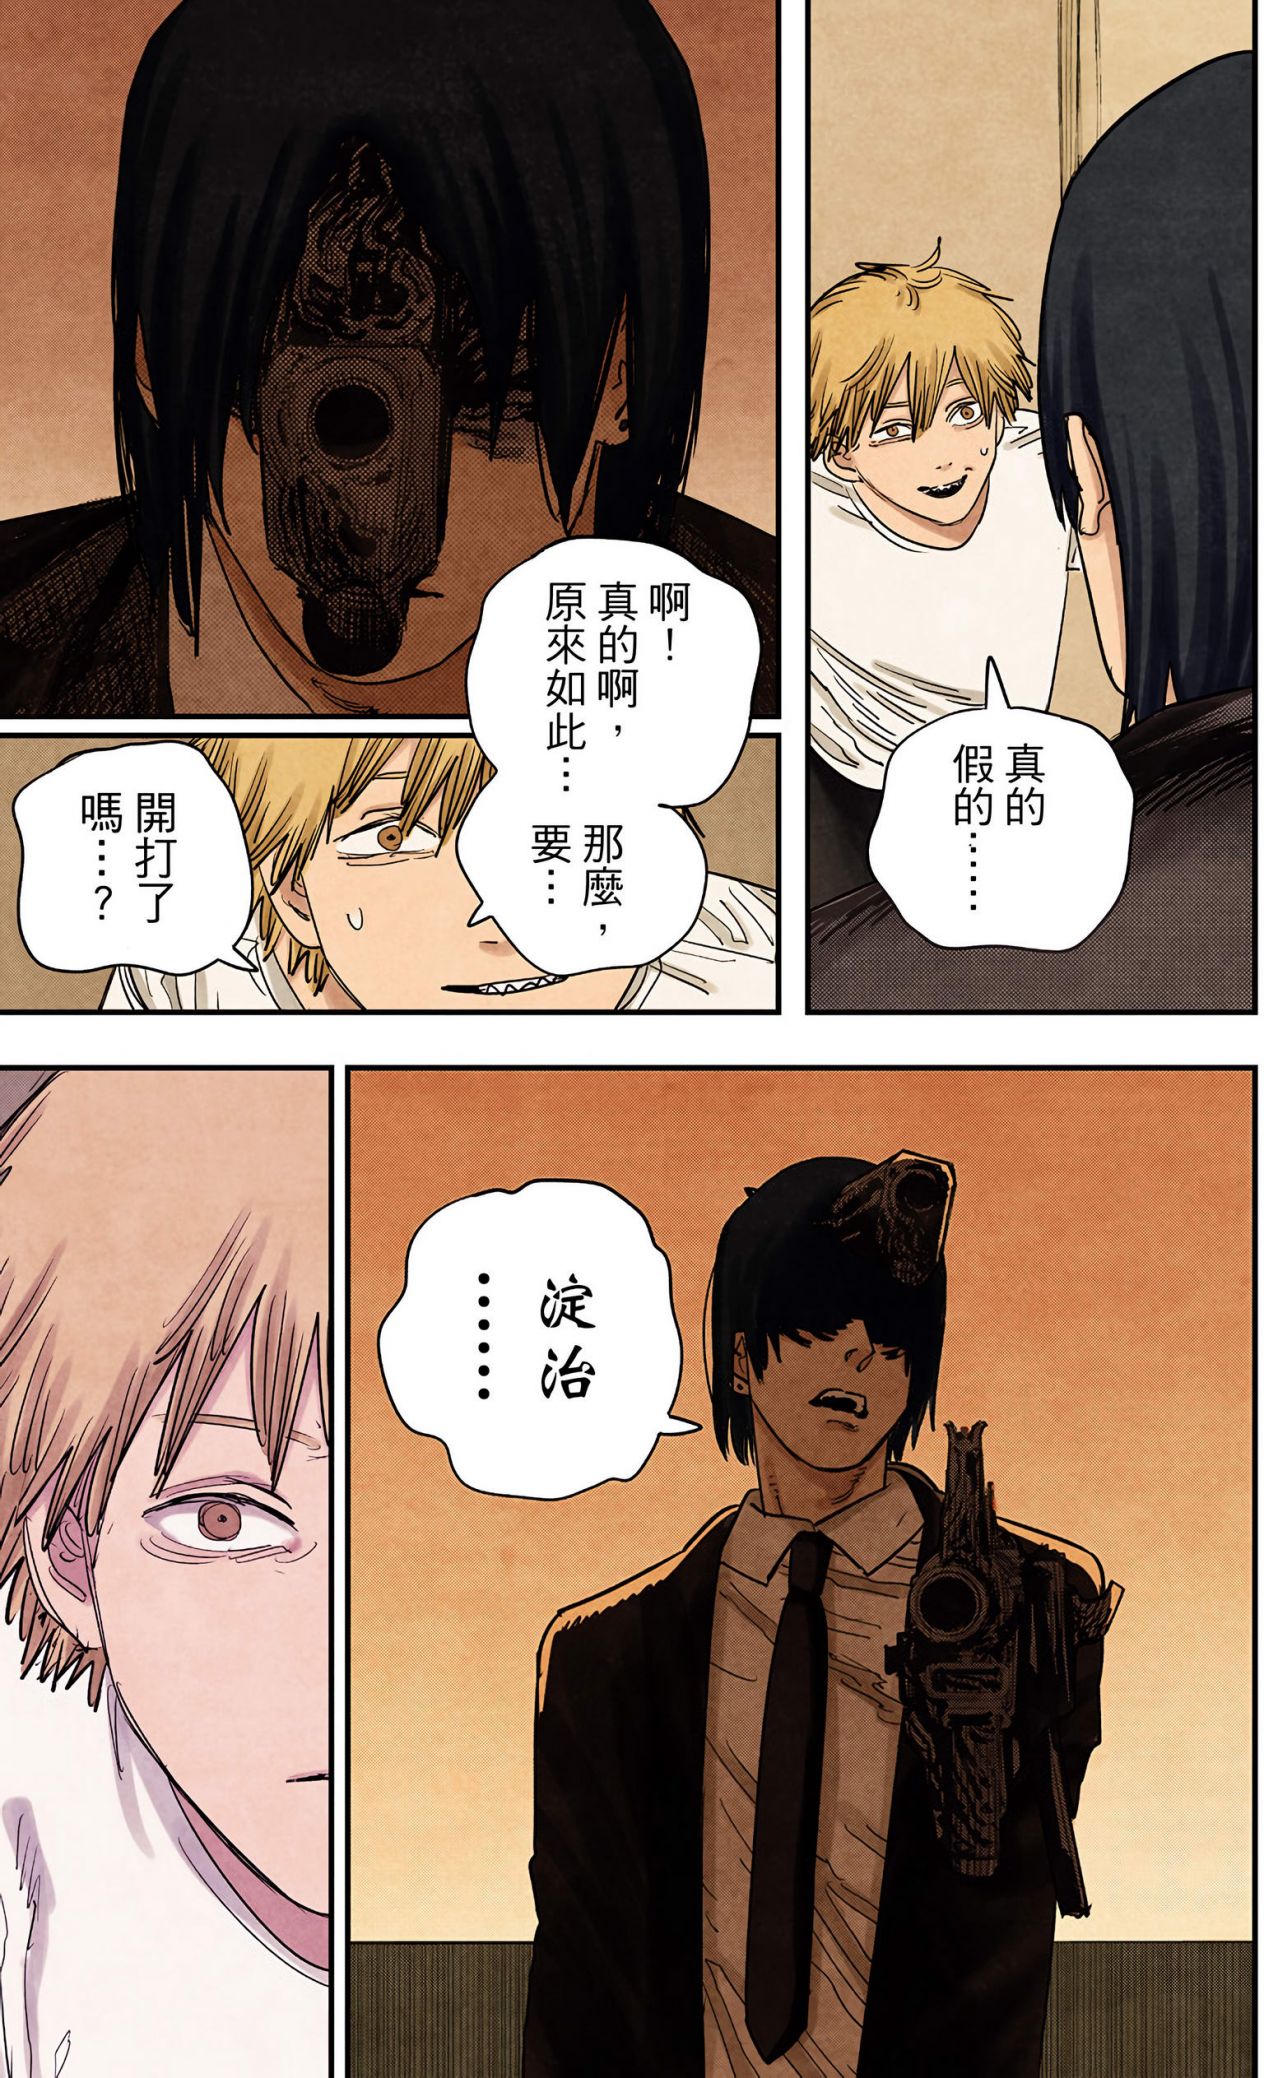 真的
假的……
啊！
真的啊，
原來如此…
那麼，
要…
開打了
嗎…？
淀治
……